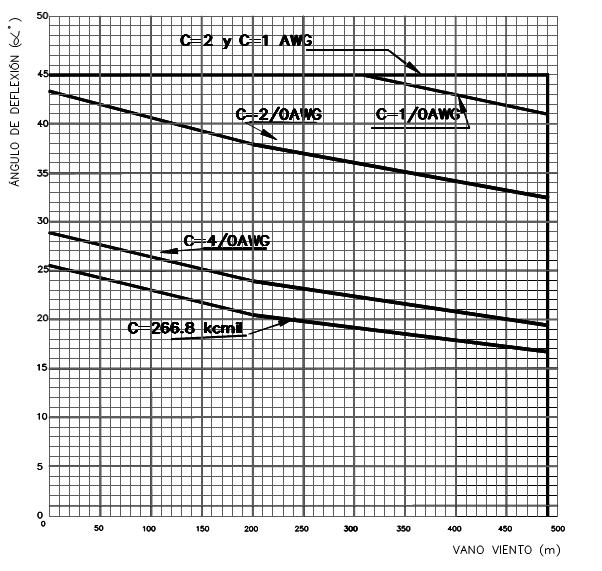 50
C=2 y C=1 AWG
45
C=2/0AWG
C=1/0AWG
40
35
30
C=4/0AWG
25
20
C=266.8 kcmil
15
10
5
0
ÁNGULO DE DEFLEXIÓN (∝°)
0 50 100 150 200 250 300 350 400 450 500
VANO VIENTO (m)